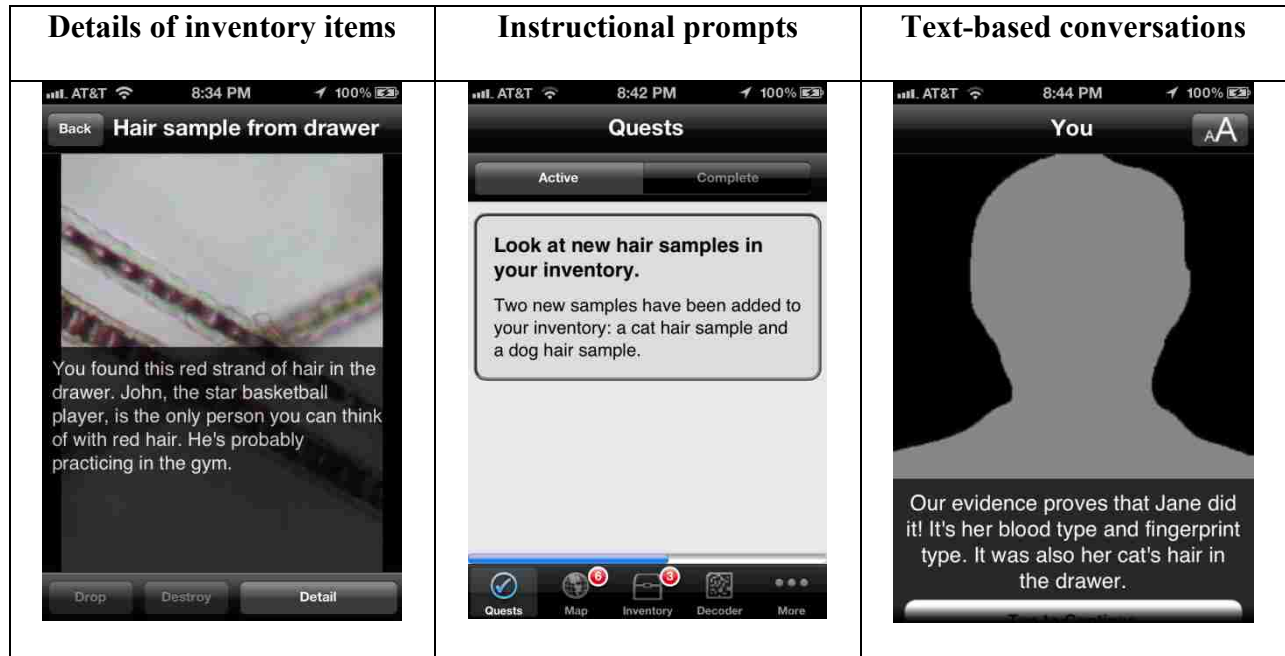 Details of inventory items
Instructional prompts
Text-based conversations
AT&T 8:34 PM 100%
Back Hair sample from drawer
You found this red strand of hair in the
drawer. John, the star basketball
player, is the only person you can think
of with red hair. He's probably
practicing in the gym.
Drop Destroy Detail
AT&T 8:42 PM 100%
Quests
Active Complete
Look at new hair samples in
your inventory.
Two new samples have been added to
your inventory: a cat hair sample and
a dog hair sample.
6 3
Quests Map Inventory Decoder More
AT&T 8:44 PM 100%
You AA
Our evidence proves that Jane did
it! It's her blood type and fingerprint
type. It was also her cat's hair in
the drawer.